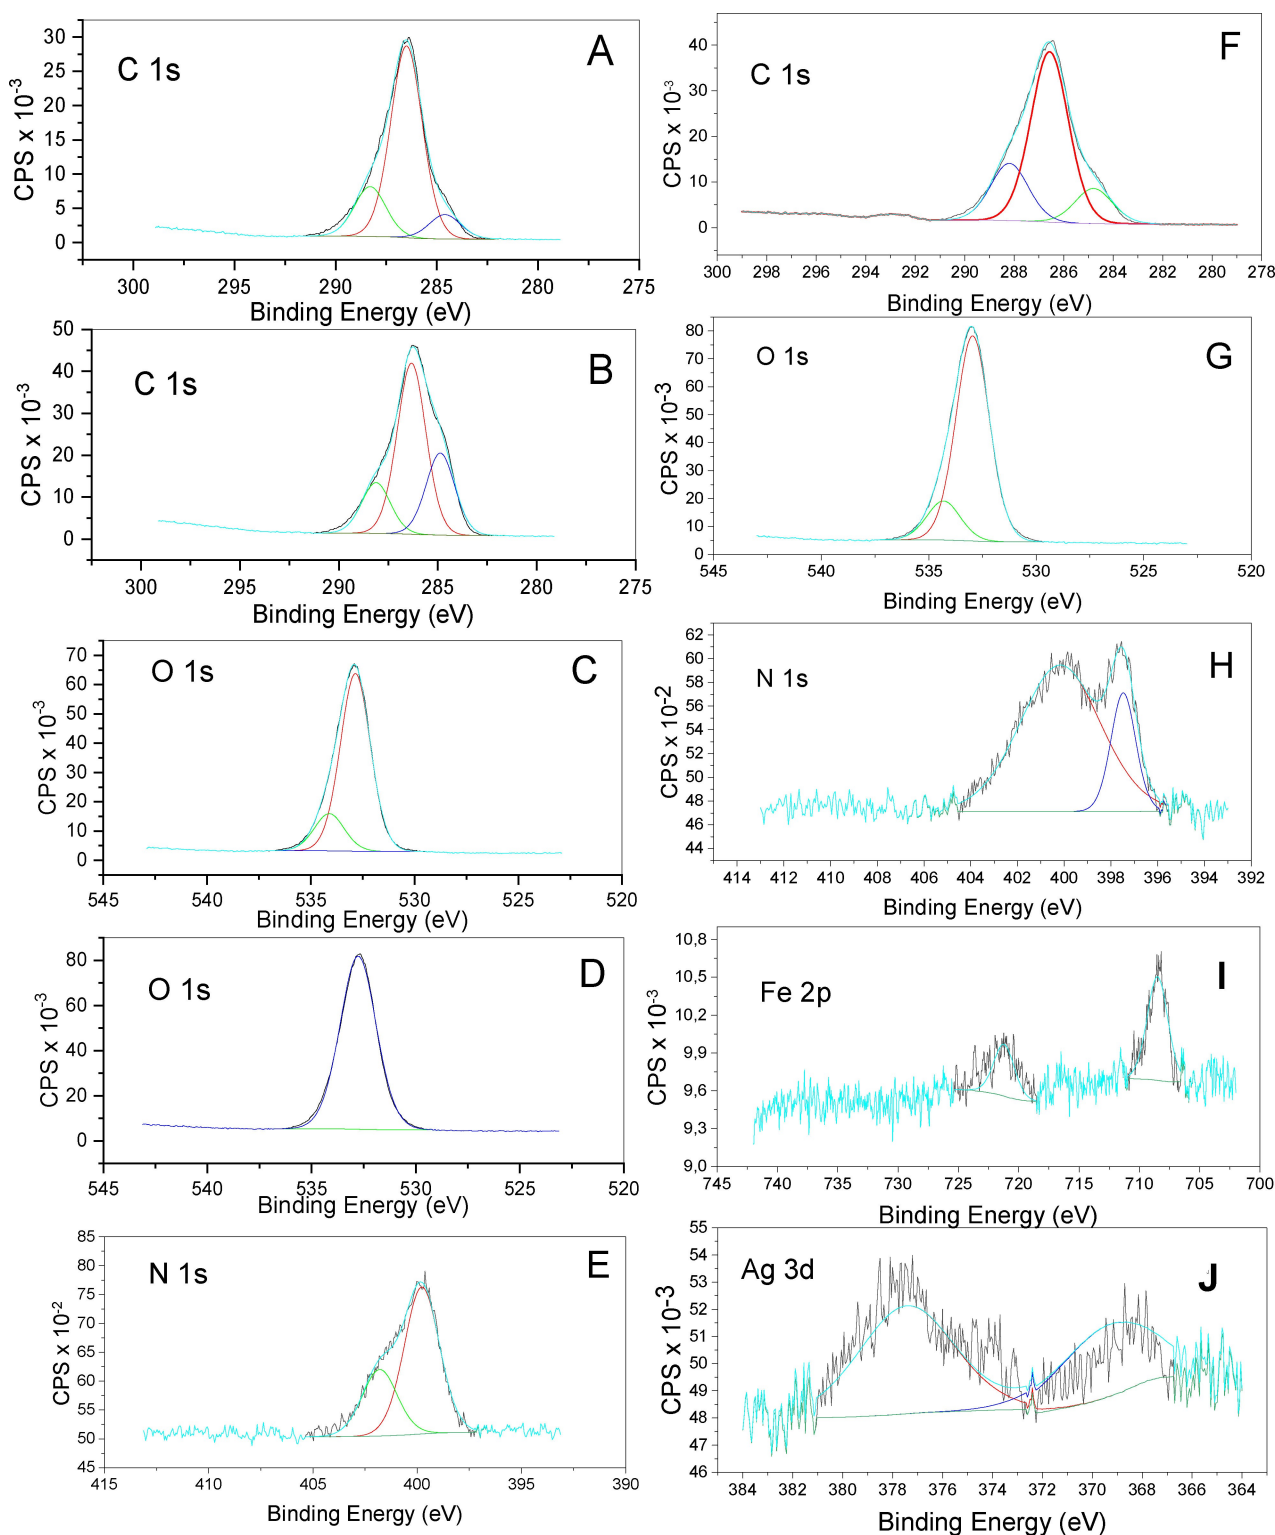 A
C 1s
CPS x 10-3
30
25
20
15
10
5
0
300 295 290 285 280 275
Binding Energy (eV)
B
C 1s
CPS x 10-3
50
40
30
20
10
0
300 295 290 285 280 275
Binding Energy (eV)
C
O 1s
CPS x 10-3
70
60
50
40
30
20
10
0
545 540 535 530 525 520
Binding Energy (eV)
D
O 1s
CPS x 10-3
80
60
40
20
0
545 540 535 530 525 520
Binding Energy (eV)
E
N 1s
CPS x 10-2
85
80
75
70
65
60
55
50
45
415 410 405 400 395 390
Binding Energy (eV)
F
C 1s
CPS x 10-3
40
30
20
10
0
300 298 296 294 292 290 288 286 284 282 280 278
Binding Energy (eV)
G
O 1s
CPS x 10-3
80
70
60
50
40
30
20
10
0
545 540 535 530 525 520
Binding Energy (eV)
H
N 1s
CPS x 10-2
62
60
58
56
54
52
50
48
46
44
414 412 410 408 406 404 402 400 398 396 394 392
Binding Energy (eV)
I
Fe 2p
CPS x 10-3
10,8
10,5
10,2
9,9
9,6
9,3
9,0
745 740 735 730 725 720 715 710 705 700
Binding Energy (eV)
J
Ag 3d
CPS x 10-3
55
54
53
52
51
50
49
48
47
46
384 382 380 378 376 374 372 370 368 366 364
Binding Energy (eV)